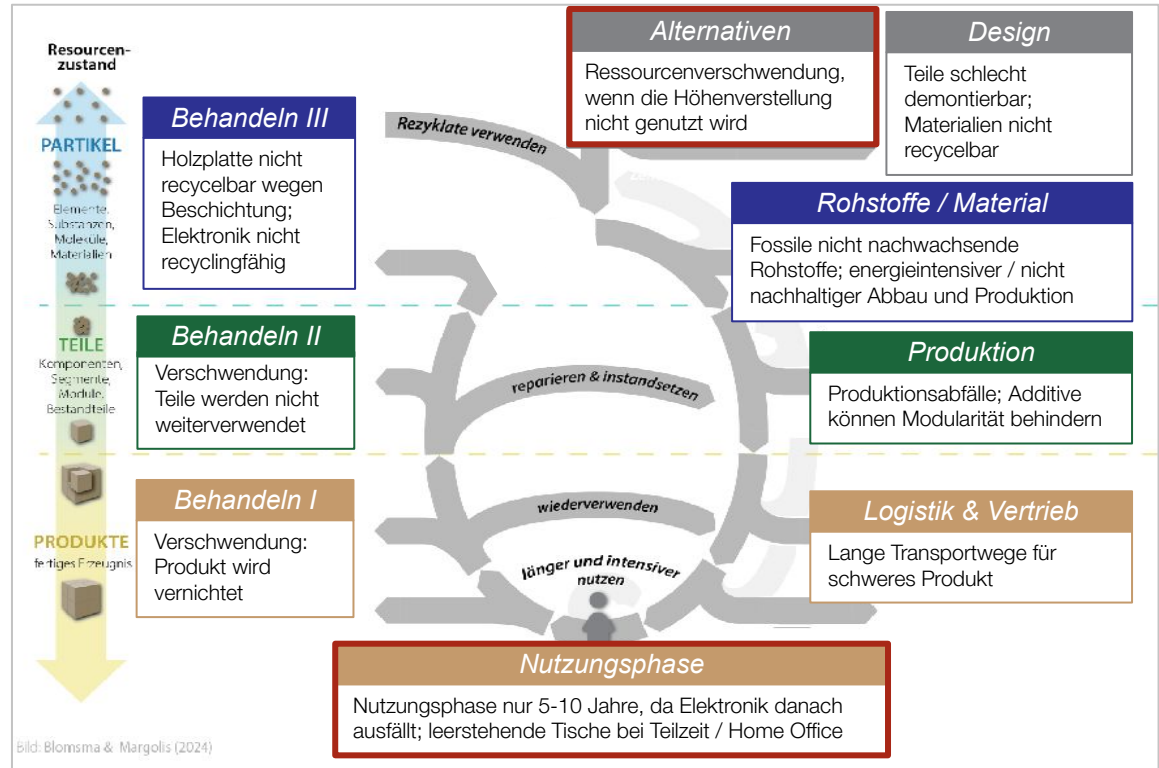 Resourcen-
zustand
PARTIKEL
Elemente,
Substanzen,
Moleküle,
Materialien
TEILE
Komponenten,
Segmente,
Module,
Bestandteile
PRODUKTE
fertiges Erzeugnis
Behandeln III
Holzplatte nicht
recycelbar wegen
Beschichtung;
Elektronik nicht
recyclingfähig
Behandeln II
Verschwendung:
Teile werden nicht
weiterverwendet
Behandeln I
Verschwendung:
Produkt wird
vernichtet
Rezyklate verwenden
reparieren & instandsetzen
wiederverwenden
länger und intensiver
nutzen
Alternativen
Ressourcenverschwendung,
wenn die Höhenverstellung
nicht genutzt wird
Design
Teile schlecht
demontierbar;
Materialien nicht
recycelbar
Rohstoffe / Material
Fossile nicht nachwachsende
Rohstoffe; energieintensiver / nicht
nachhaltiger Abbau und Produktion
Produktion
Produktionsabfälle; Additive
können Modularität behindern
Logistik & Vertrieb
Lange Transportwege für
schweres Produkt
Nutzungsphase
Nutzungsphase nur 5-10 Jahre, da Elektronik danach
ausfällt; leerstehende Tische bei Teilzeit / Home Office
Bild: Blomsma & Margolis (2024)